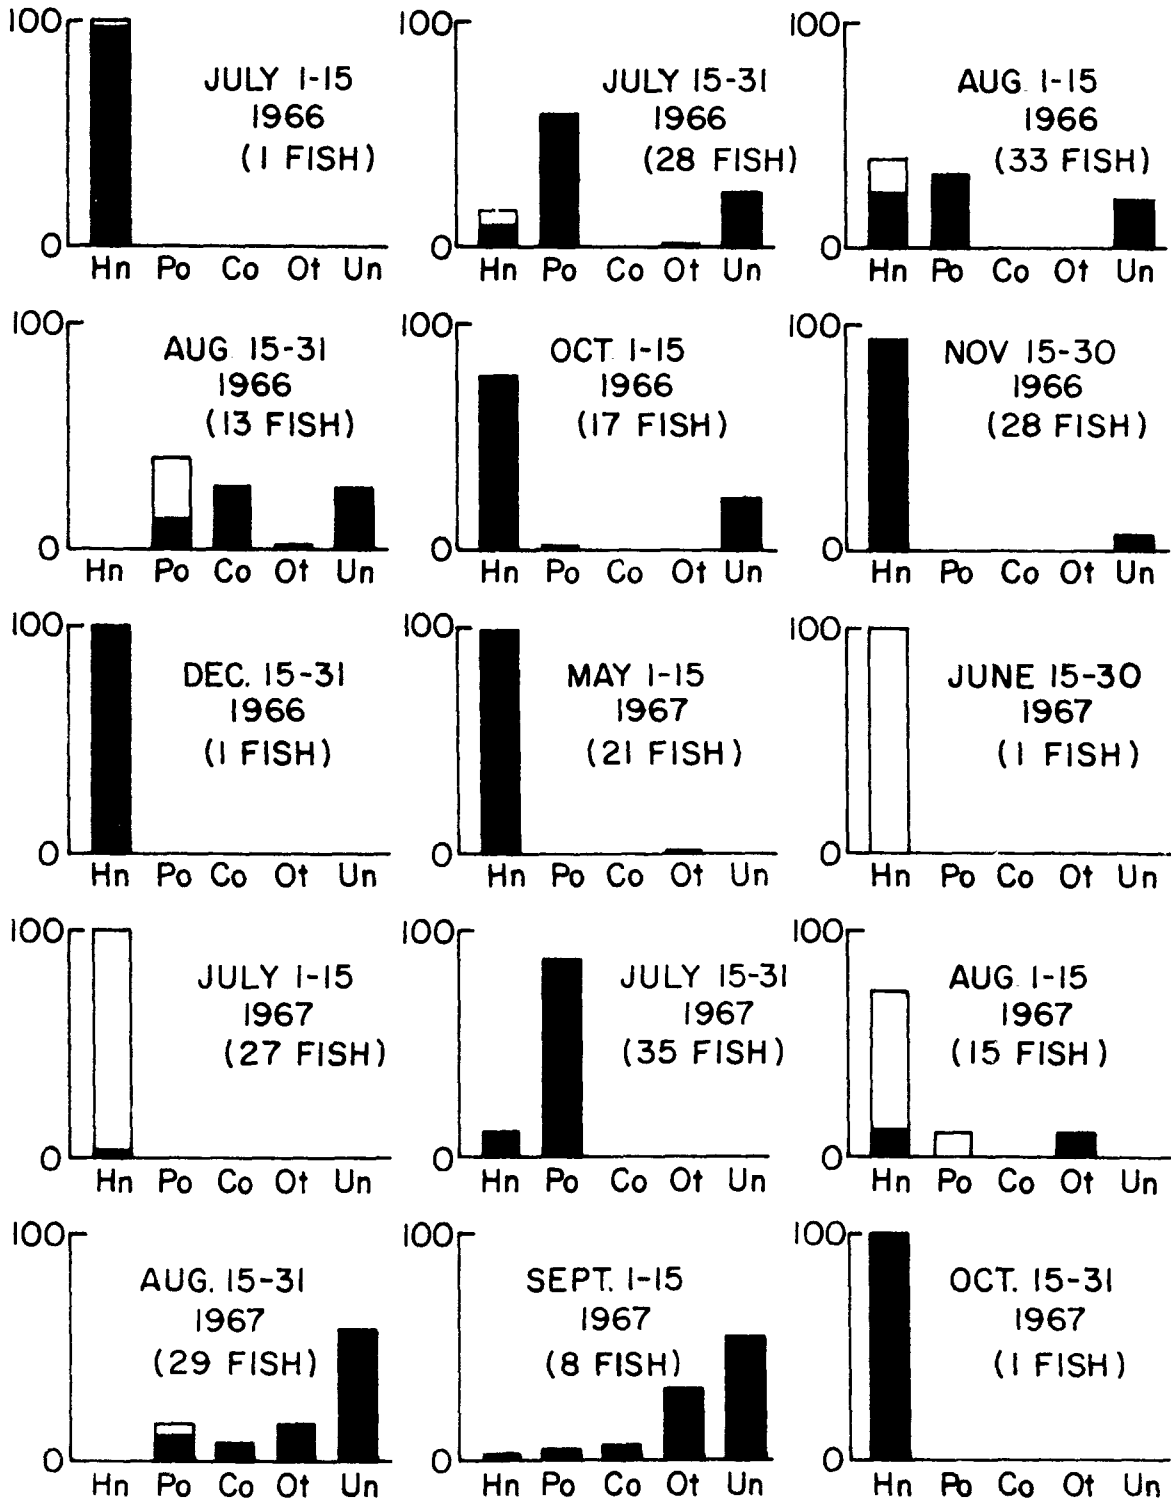 100
JULY 1-15
1966
(1 FISH)
0
Hn Po Co Ot Un
100
JULY 15-31
1966
(28 FISH)
0
Hn Po Co Ot Un
100
AUG. 1-15
1966
(33 FISH)
0
Hn Po Co Ot Un
100
AUG. 15-31
1966
(13 FISH)
0
Hn Po Co Ot Un
100
OCT. 1-15
1966
(17 FISH)
0
Hn Po Co Ot Un
100
NOV 15-30
1966
(28 FISH)
0
Hn Po Co Ot Un
100
DEC. 15-31
1966
(1 FISH)
0
Hn Po Co Ot Un
100
MAY 1-15
1967
(21 FISH)
0
Hn Po Co Ot Un
100
JUNE 15-30
1967
(1 FISH)
0
Hn Po Co Ot Un
100
JULY 1-15
1967
(27 FISH)
0
Hn Po Co Ot Un
100
JULY 15-31
1967
(35 FISH)
0
Hn Po Co Ot Un
100
AUG. 1-15
1967
(15 FISH)
0
Hn Po Co Ot Un
100
AUG. 15-31
1967
(29 FISH)
0
Hn Po Co Ot Un
100
SEPT. 1-15
1967
(8 FISH)
0
Hn Po Co Ot Un
100
OCT. 15-31
1967
(1 FISH)
0
Hn Po Co Ot Un